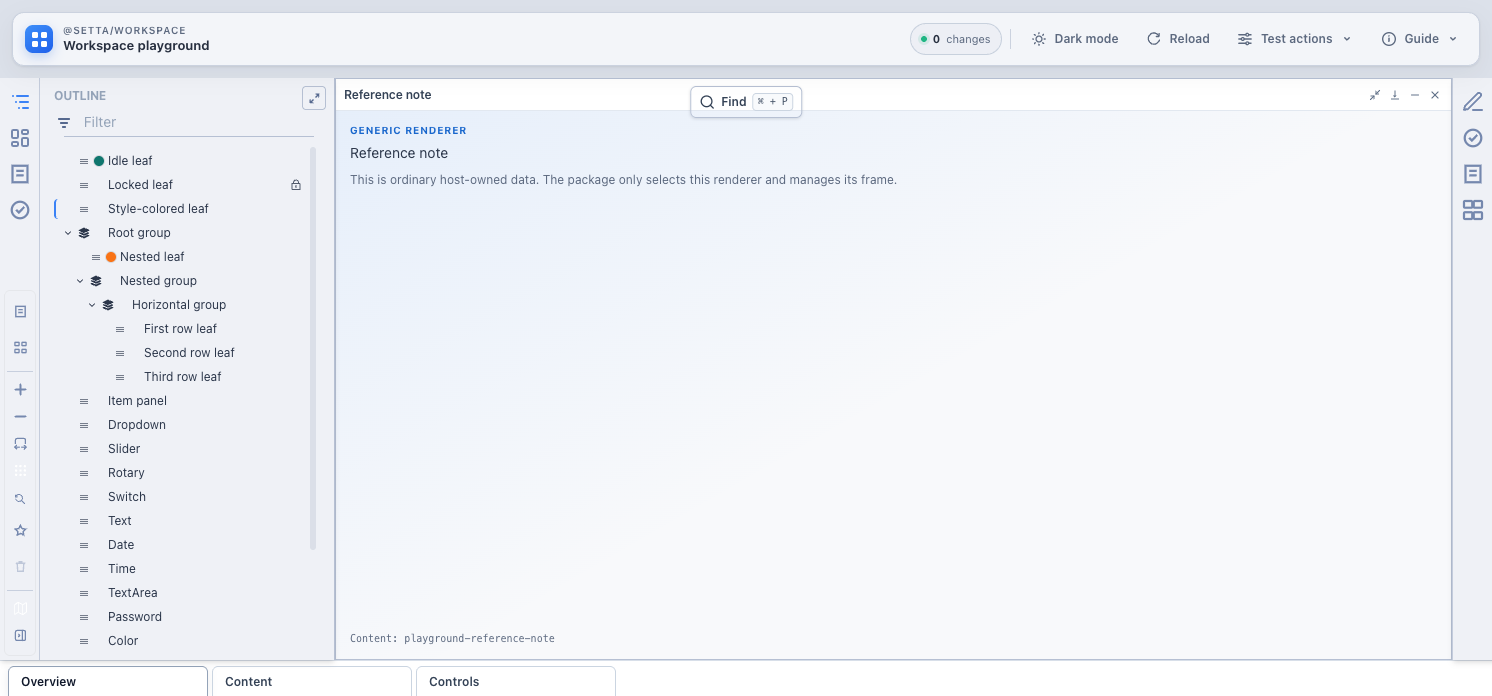 @SETTA/WORKSPACE
Workspace playground
0 changes
Dark mode
Reload
Test actions
Guide
OUTLINE
Filter
Idle leaf
Locked leaf
Style-colored leaf
Root group
Nested leaf
Nested group
Horizontal group
First row leaf
Second row leaf
Third row leaf
Item panel
Dropdown
Slider
Rotary
Switch
Text
Date
Time
TextArea
Password
Color
Reference note
Find ⌘ + P
GENERIC RENDERER
Reference note
This is ordinary host-owned data. The package only selects this renderer and manages its frame.
Content: playground-reference-note
Overview
Content
Controls